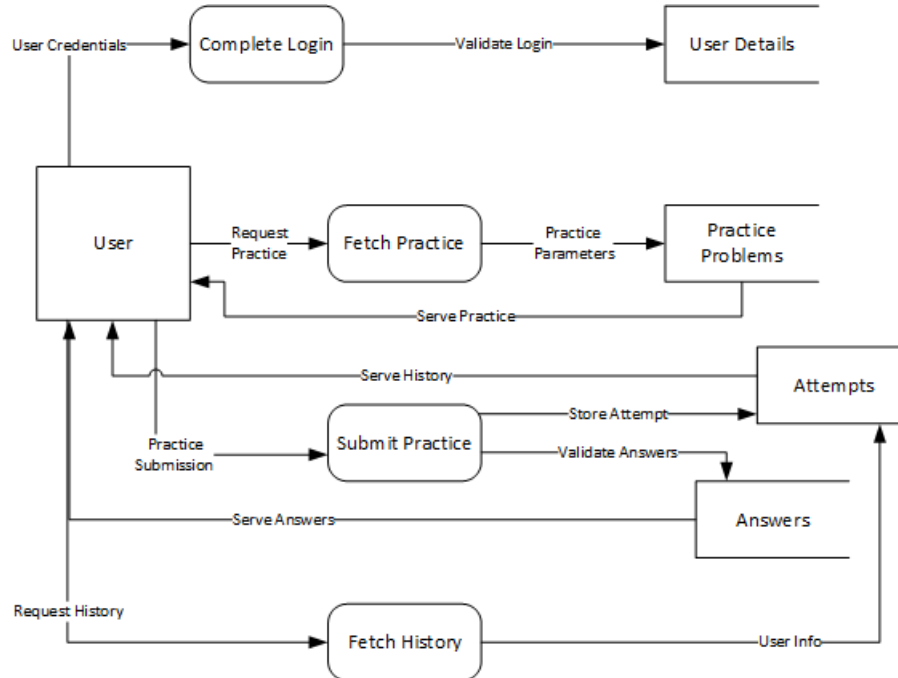 User Credentials
Complete Login
Validate Login
User Details
User
Request
Practice
Fetch Practice
Practice
Parameters
Practice
Problems
Serve Practice
Serve History
Attempts
Store Attempt
Practice
Submission
Submit Practice
Validate Answers
Serve Answers
Answers
Request History
Fetch History
User Info